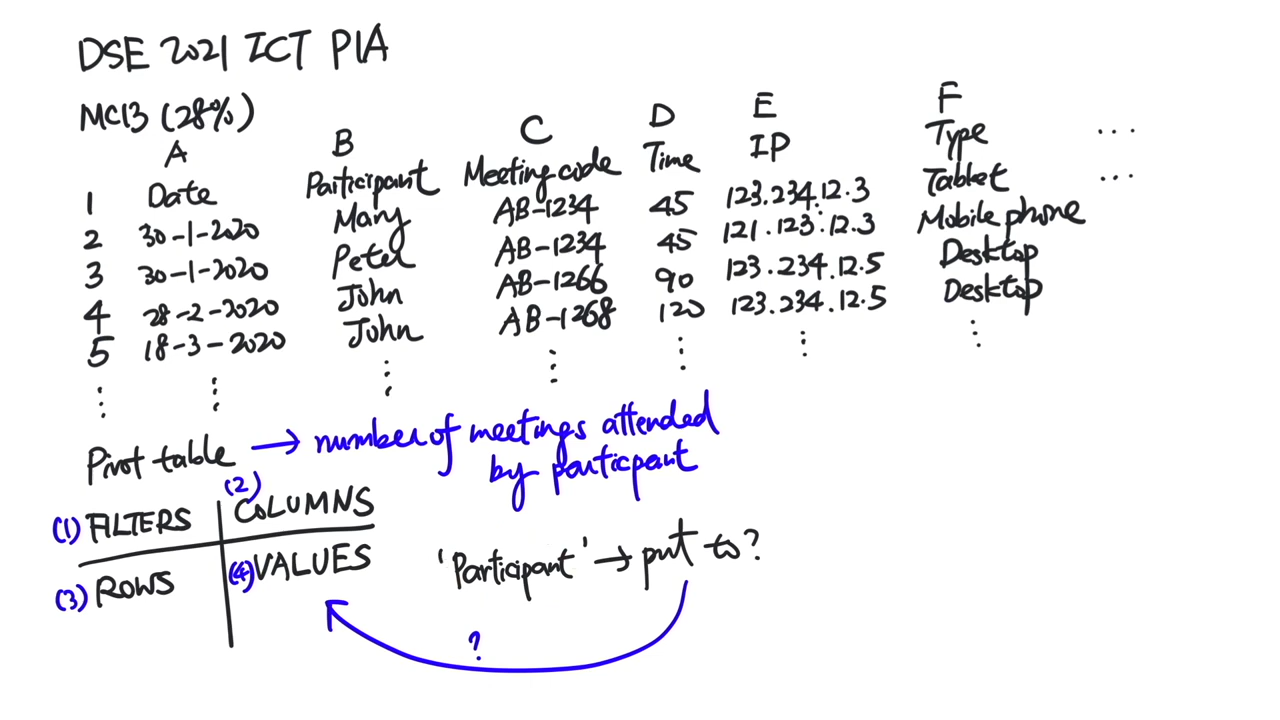 DSE 2021 ICT P1A
MC13 (28%)
A B C D E F
Date Participant Meeting code Time IP Type ...
1 Mary AB-1234 45 123.234.12.3 Tablet ...
2 30-1-2020 Peter AB-1234 45 121.123.12.3 Mobile phone
3 30-1-2020 John AB-1266 90 123.234.12.5 Desktop
4 28-2-2020 John AB-1268 120 123.234.12.5 Desktop
5 18-3-2020
Pivot table → number of meetings attended
by particpant
(1) FILTERS (2) COLUMNS
(3) ROWS (4) VALUES
'Participant' → put to?
?